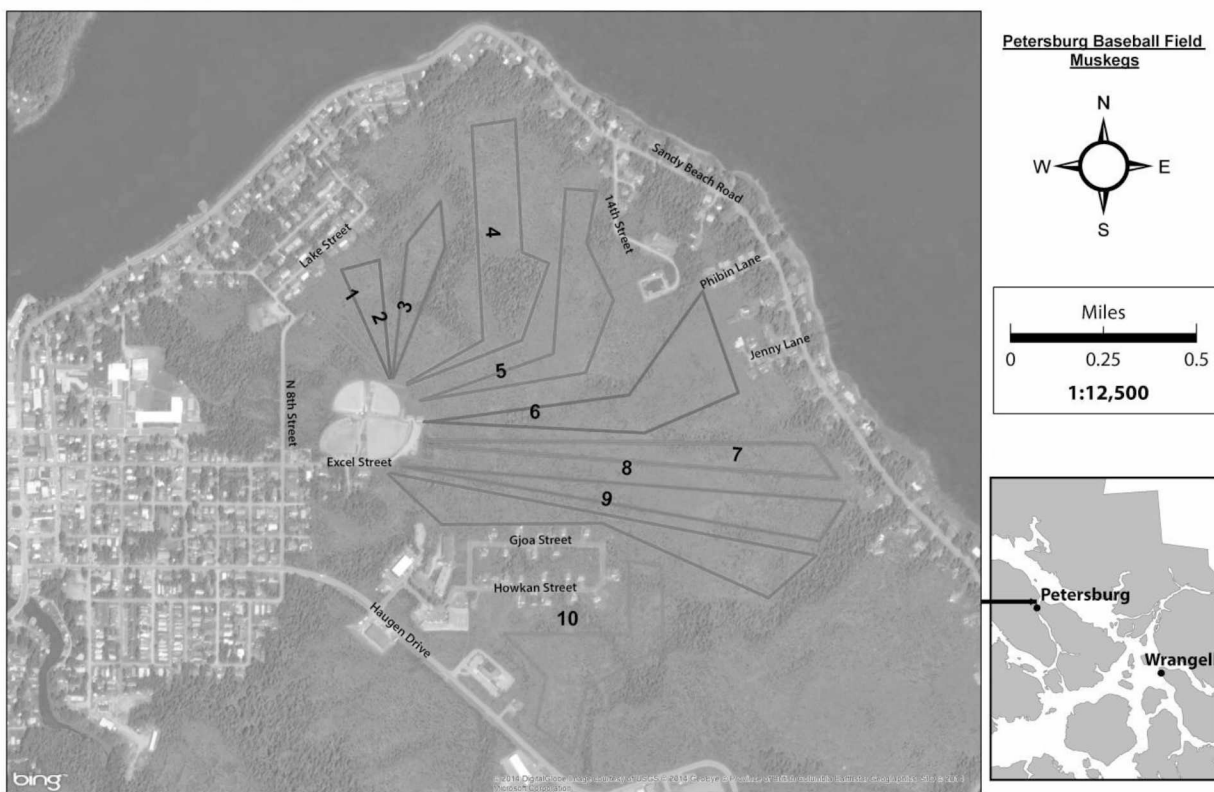 Petersburg Baseball Field
Muskegs
N
W
E
S
Miles
0
0.25
0.5
1:12,500
Petersburg
Wrangell
Sandy Beach Road
14th Street
Lake Street
Phibin Lane
Jenny Lane
N 8th Street
Excel Street
Gjoa Street
Howkan Street
Haugen Drive
1
2
3
4
5
6
7
8
9
10
bing
Microsoft Corporation